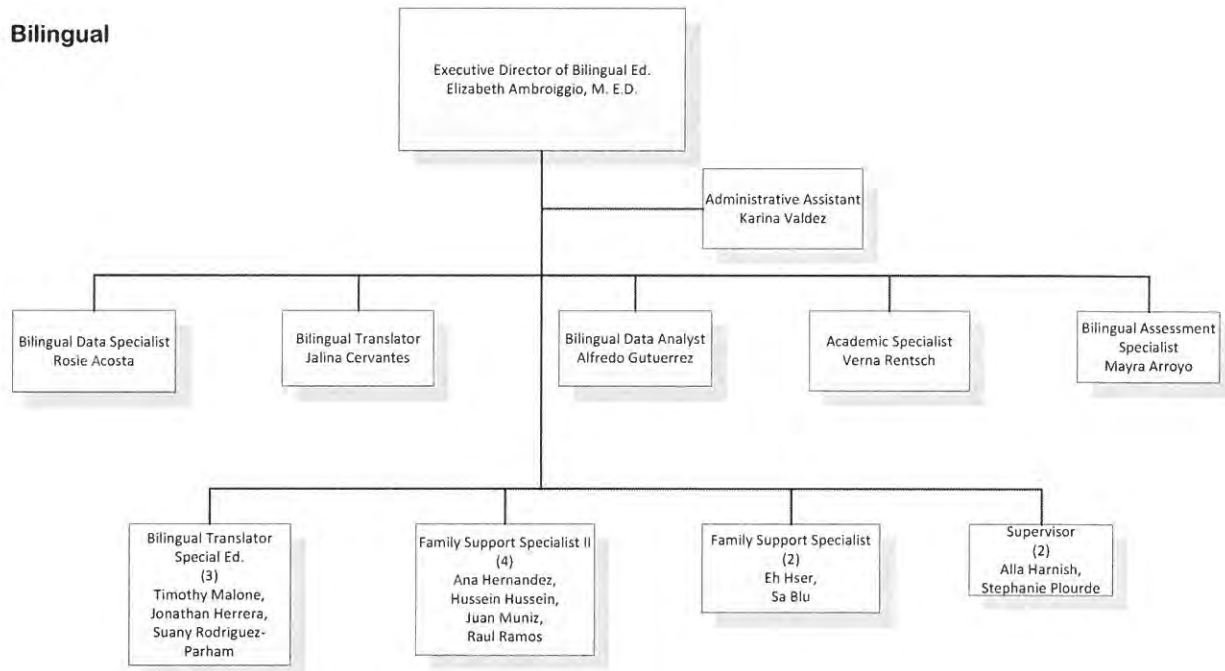 Bilingual
Executive Director of Bilingual Ed.
Elizabeth Ambroiggio, M. E.D.
Administrative Assistant
Karina Valdez
Bilingual Data Specialist
Rosie Acosta
Bilingual Translator
Jalina Cervantes
Bilingual Data Analyst
Alfredo Gutuerrez
Academic Specialist
Verna Rentsch
Bilingual Assessment
Specialist
Mayra Arroyo
Bilingual Translator
Special Ed.
(3)
Timothy Malone,
Jonathan Herrera,
Suany Rodriguez-
Parham
Family Support Specialist II
(4)
Ana Hernandez,
Hussein Hussein,
Juan Muniz,
Raul Ramos
Family Support Specialist
(2)
Eh Hser,
Sa Blu
Supervisor
(2)
Alla Harnish,
Stephanie Plourde